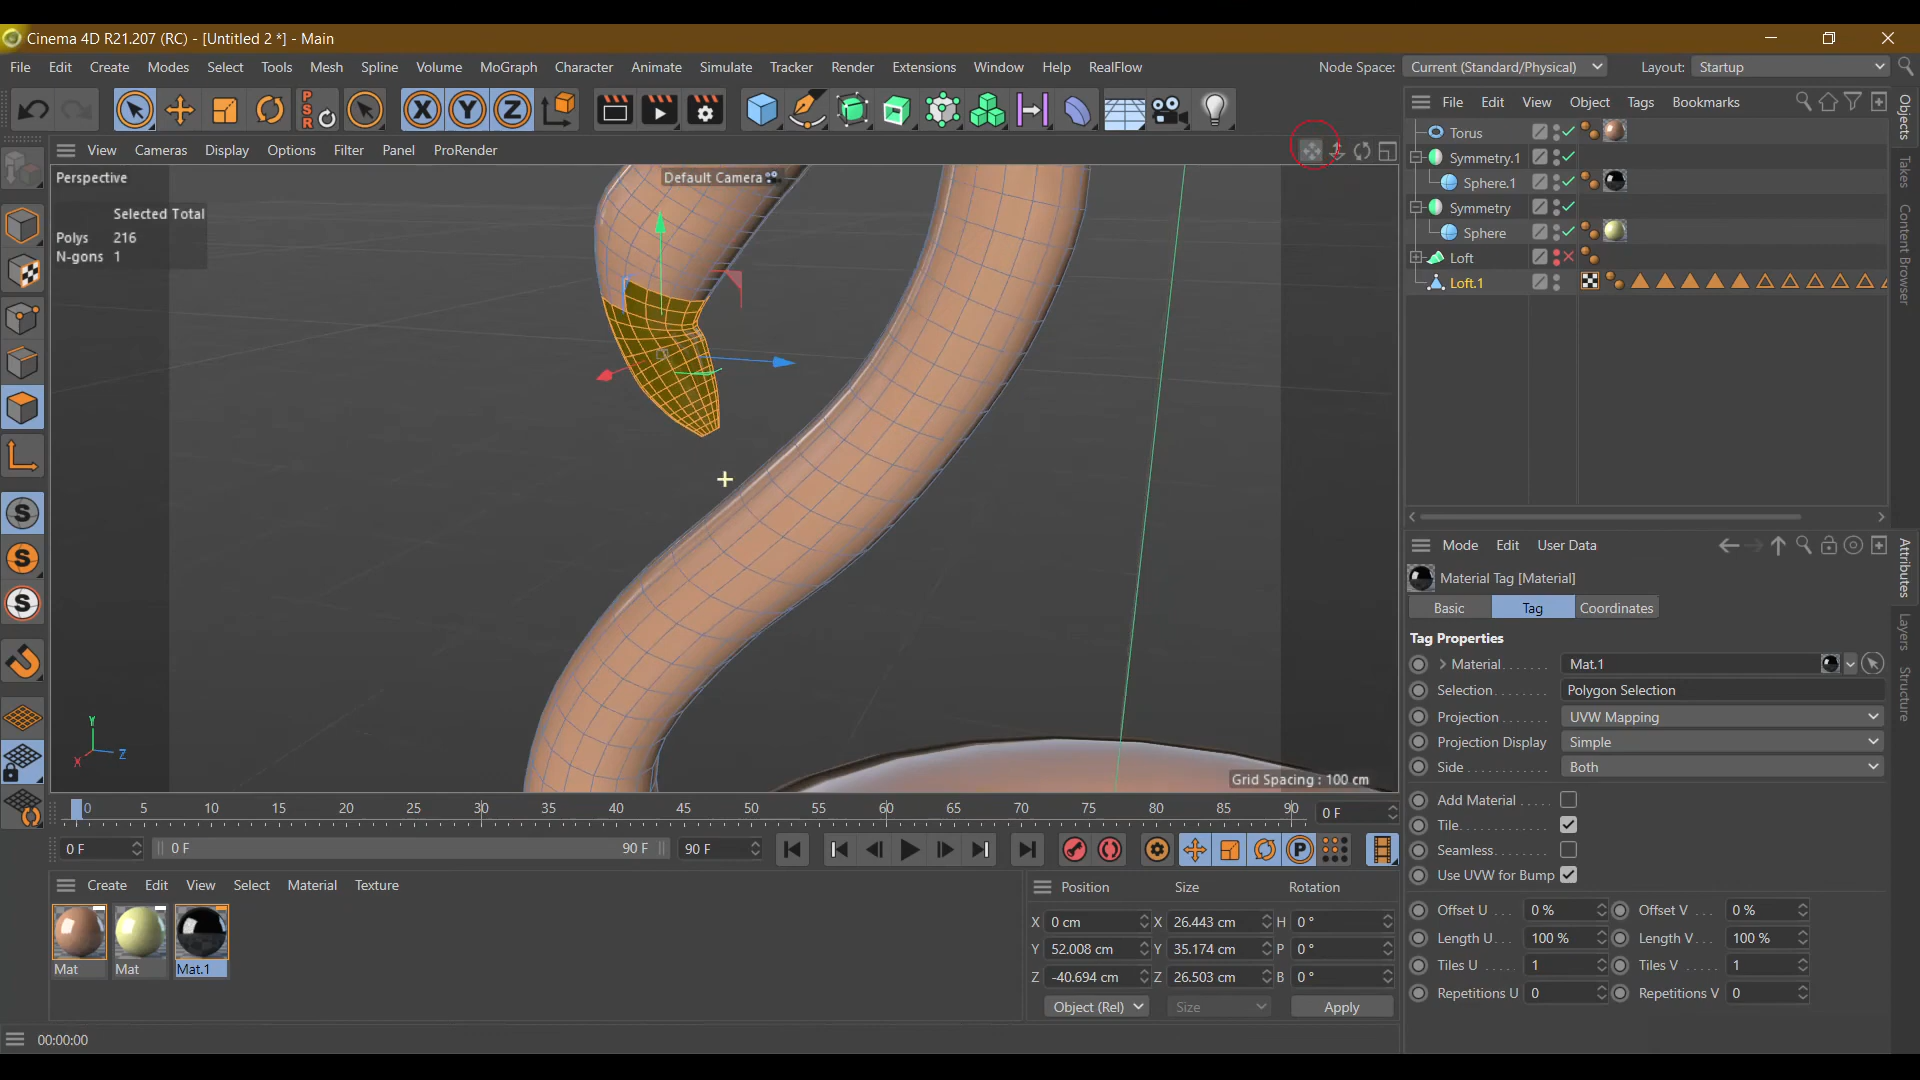 Cinema 4D R21.207 (RC) - [Untitled 2 *] - Main
File Edit Create Modes Select Tools Mesh Spline Volume MoGraph Character Animate Simulate Tracker Render Extensions Window Help RealFlow Node Space: Current (Standard/Physical) Layout: Startup
P S R X Y Z
File Edit View Object Tags Bookmarks
View Cameras Display Options Filter Panel ProRender
Perspective Default Camera
Selected Total
Polys 216
N-gons 1
Torus
Symmetry.1
Sphere.1
Symmetry
Sphere
Loft
Loft.1
Objects
Takes
Content Browser
S
S
S
Y
X Z
Grid Spacing : 100 cm
Mode Edit User Data
Material Tag [Material]
Basic Tag Coordinates
Tag Properties
Material Mat.1
Selection Polygon Selection
Projection UVW Mapping
Projection Display Simple
Side Both
Add Material
Tile
Seamless
Use UVW for Bump
Offset U 0 % Offset V 0 %
Length U 100 % Length V 100 %
Tiles U 1 Tiles V 1
Repetitions U 0 Repetitions V 0
Attributes
Layers
Structure
0 5 10 15 20 25 30 35 40 45 50 55 60 65 70 75 80 85 90 0 F
0 F 0 F 90 F 90 F P
Create Edit View Select Material Texture
Mat Mat Mat.1
Position Size Rotation
X 0 cm X 26.443 cm H 0 °
Y 52.008 cm Y 35.174 cm P 0 °
Z -40.694 cm Z 26.503 cm B 0 °
Object (Rel) Size Apply
00:00:00